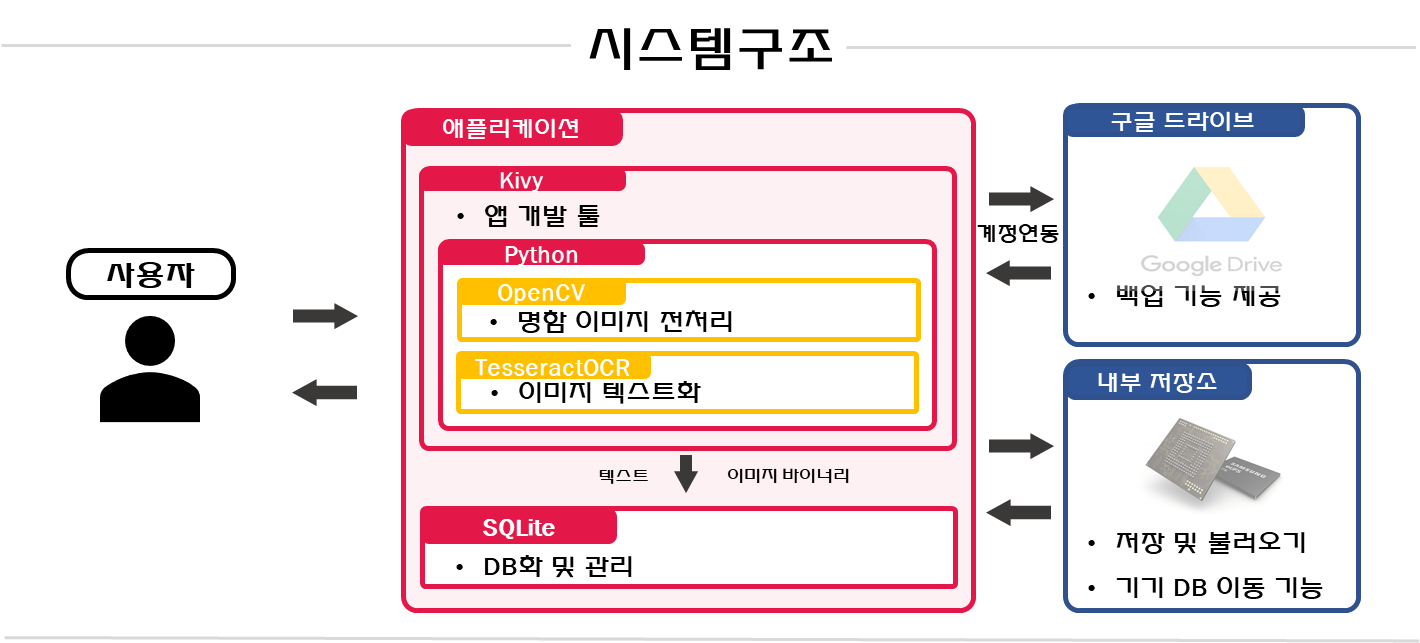 시스템구조
사용자
애플리케이션
Kivy
• 앱 개발 툴
Python
OpenCV
• 명함 이미지 전처리
TesseractOCR
• 이미지 텍스트화
텍스트
이미지 바이너리
SQLite
• DB화 및 관리
계정연동
구글 드라이브
Google Drive
• 백업 기능 제공
내부 저장소
SAMSUNG
• 저장 및 불러오기
• 기기 DB 이동 기능